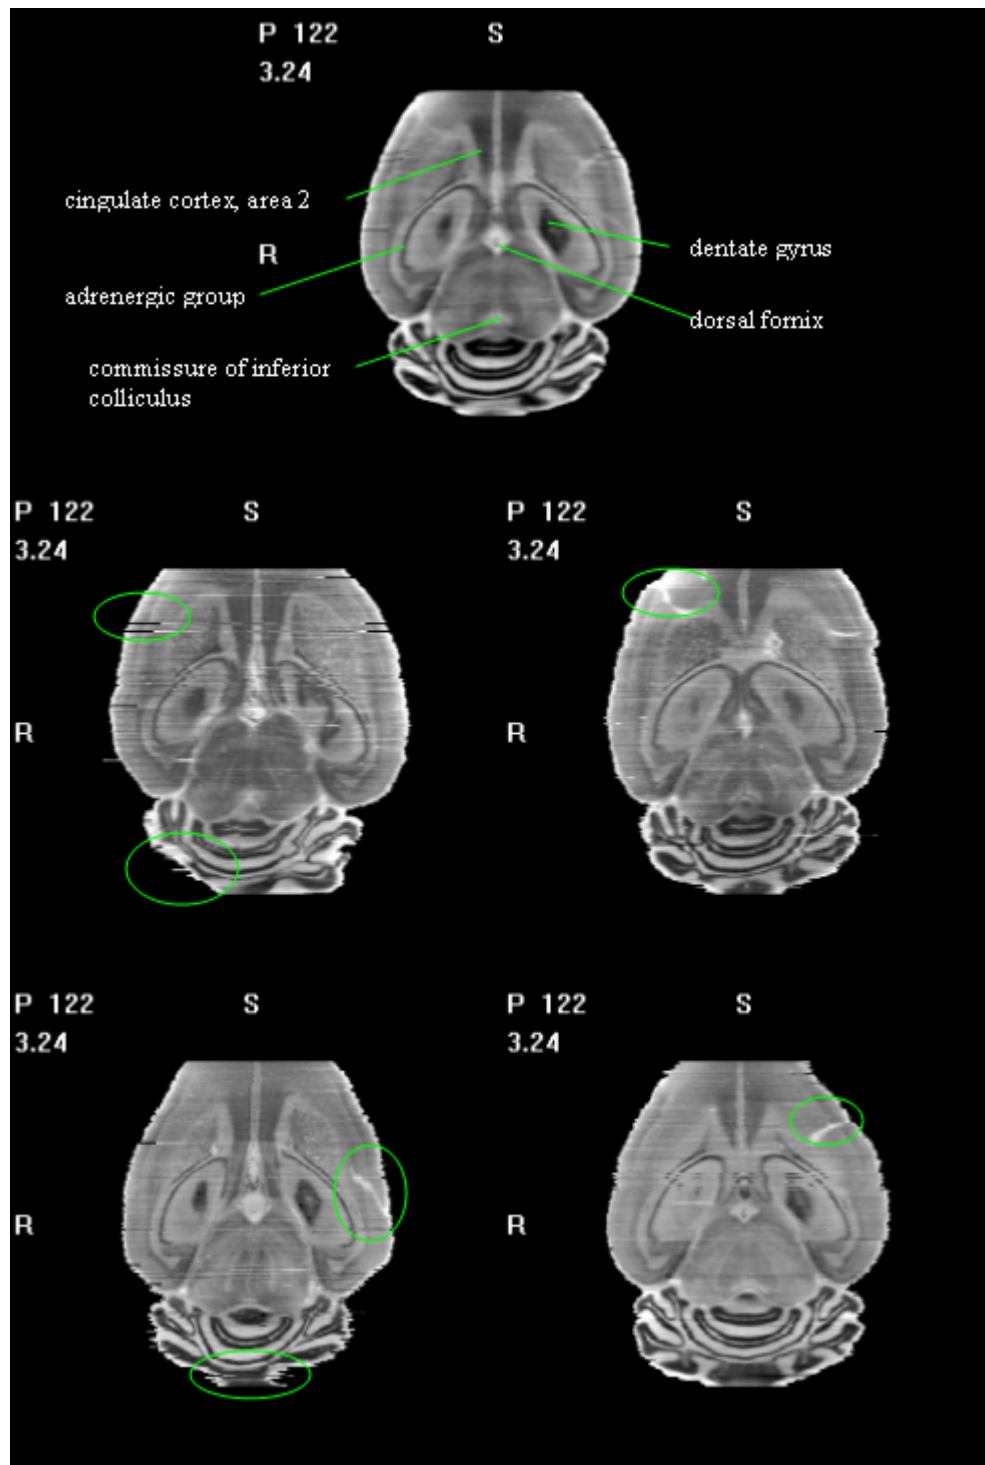 P 122 S
3.24
cingulate cortex, area 2
dentate gyrus
R
adrenergic group
dorsal fornix
commissure of inferior
colliculus
P 122 S
3.24
P 122 S
3.24
R
R
P 122 S
3.24
P 122 S
3.24
R
R